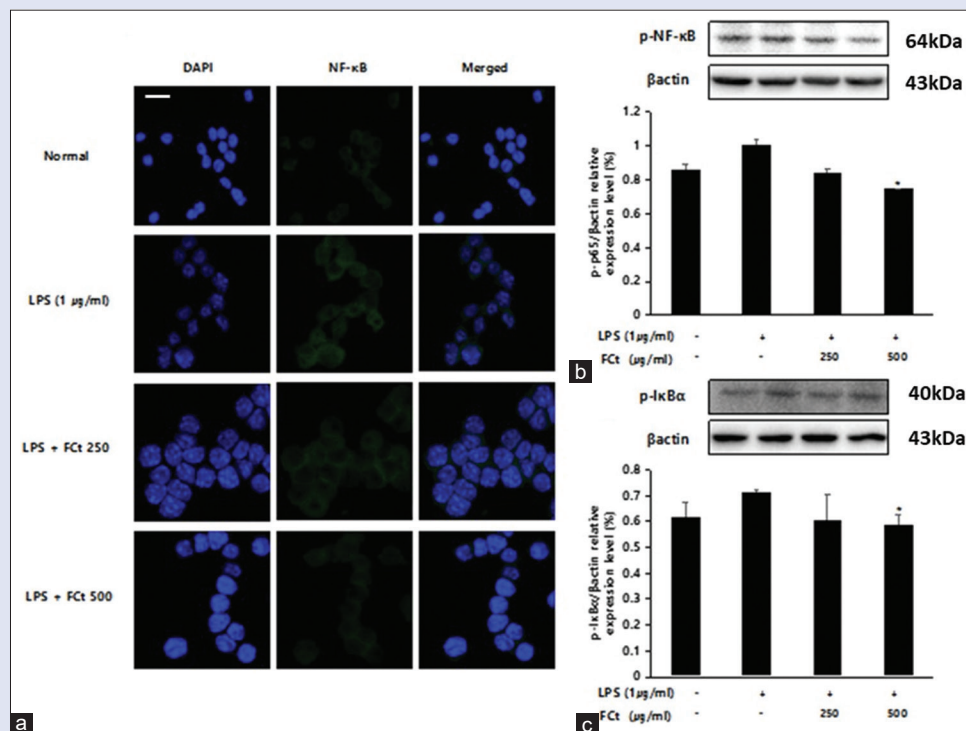 DAPI NF-κB Merged
Normal
LPS (1 μg/ml)
LPS + FCt 250
LPS + FCt 500
a
p-NF-κB 64kDa
βactin 43kDa
p-p65/βactin relative
expression level (%)
1.2
1
0.8
0.6
0.4
0.2
0
*
LPS (1μg/ml) - + + +
FCt (μg/ml) - - 250 500
b
p-IκBα 40kDa
βactin 43kDa
p-IκBα/βactin relative
expression level (%)
0.8
0.7
0.6
0.5
0.4
0.3
0.2
0.1
0
*
LPS (1μg/ml) - + + +
FCt (μg/ml) - - 250 500
c